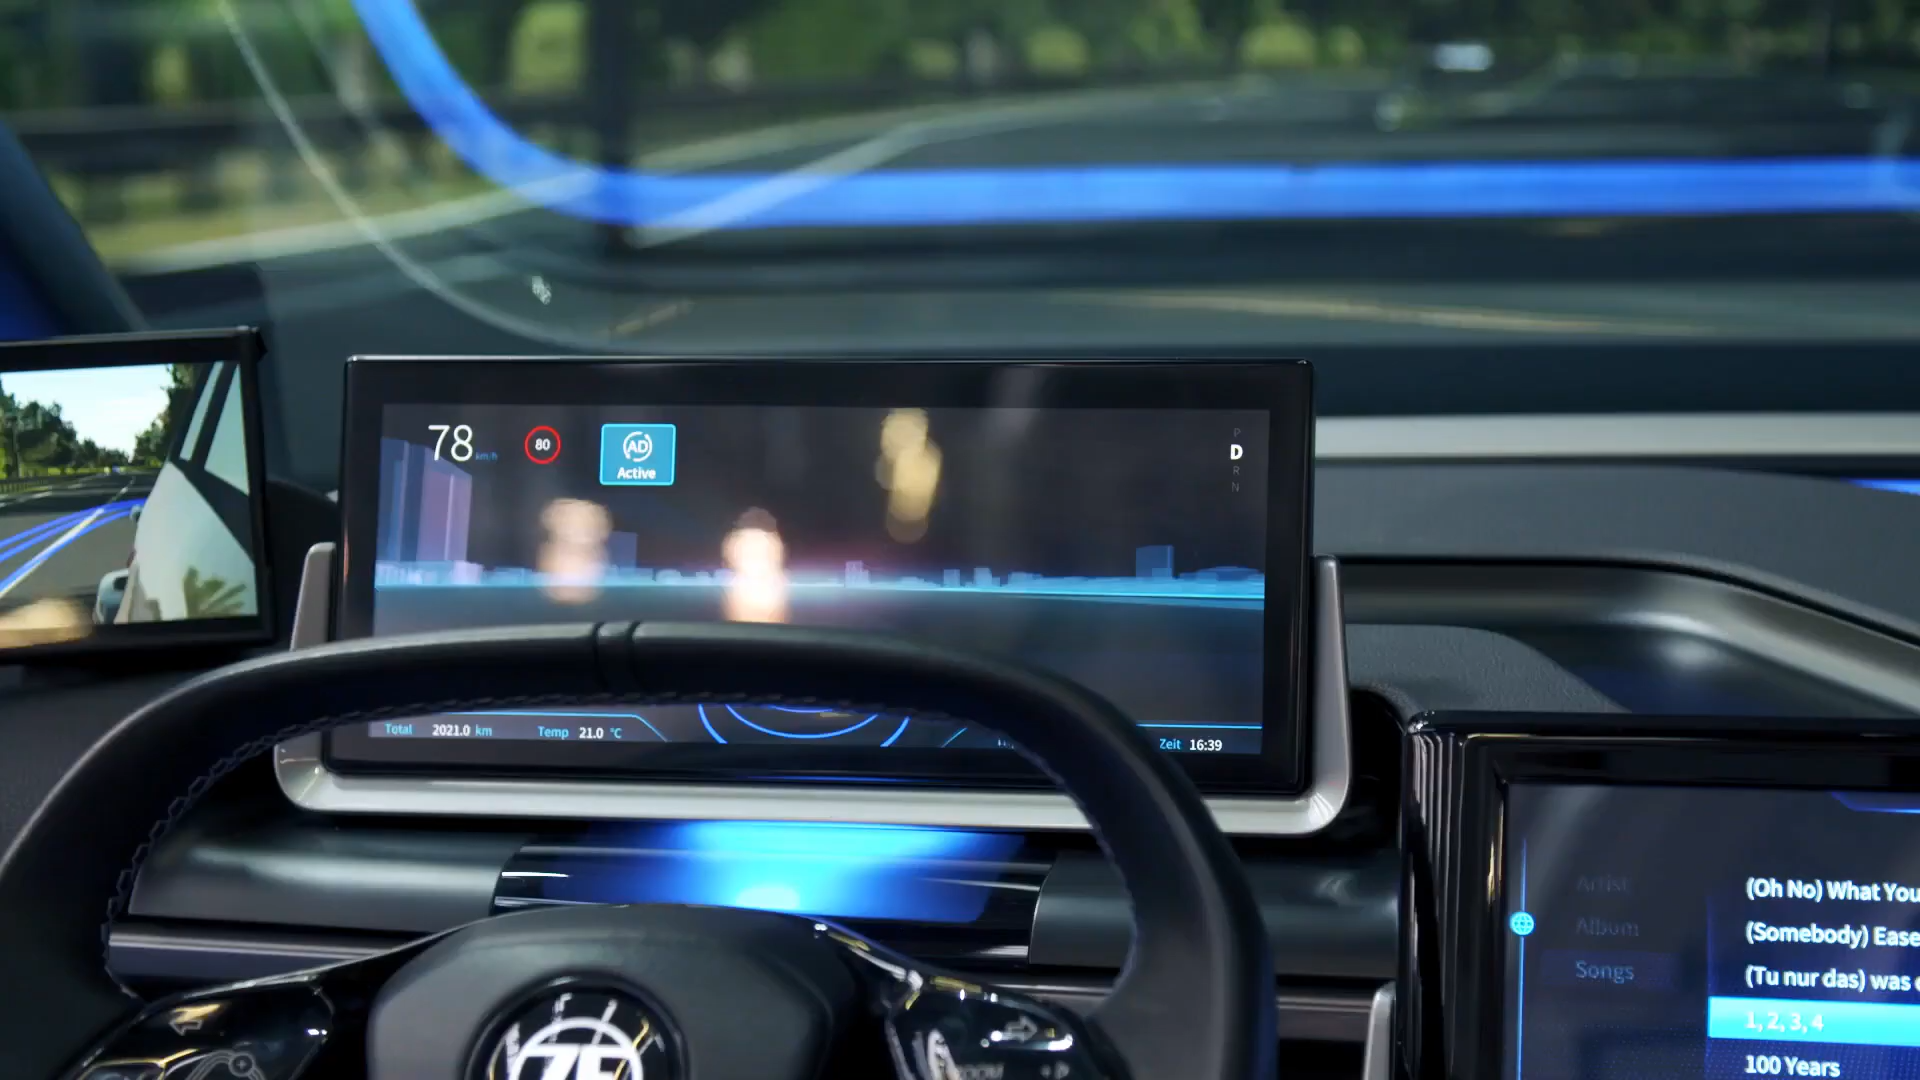 78 km/h
80
AD
Active
P
D
R
N
Total 2021.0 km
Temp 21.0 °C
Zeit 16:39
Artist
Album
Songs
(Oh No) What You
(Somebody) Ease
(Tu nur das) was
1, 2, 3, 4
100 Years
ZF